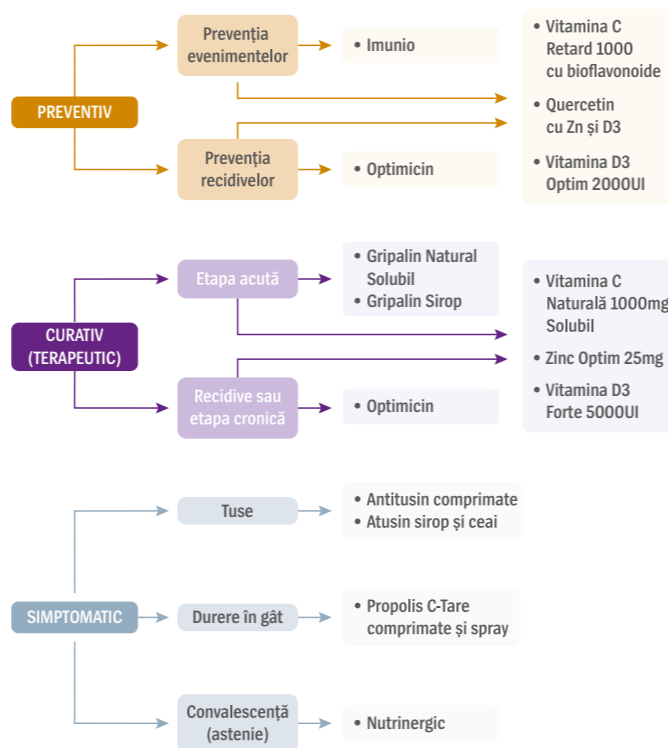 PREVENTIV
Prevenția
evenimentelor
• Imunio
Prevenția
recidivelor
• Optimicin
• Vitamina C
Retard 1000
cu bioflavonoide
• Quercetin
cu Zn și D3
• Vitamina D3
Optim 2000UI
CURATIV
(TERAPEUTIC)
Etapa acută
• Gripalin Natural
Solubil
• Gripalin Sirop
Recidive sau
etapa cronică
• Optimicin
• Vitamina C
Naturală 1000mg
Solubil
• Zinc Optim 25mg
• Vitamina D3
Forte 5000UI
SIMPTOMATIC
Tuse
• Antitusin comprimate
• Atusin sirop și ceai
Durere în gât
• Propolis C-Tare
comprimate și spray
Convalescență
(astenie)
• Nutrinergic